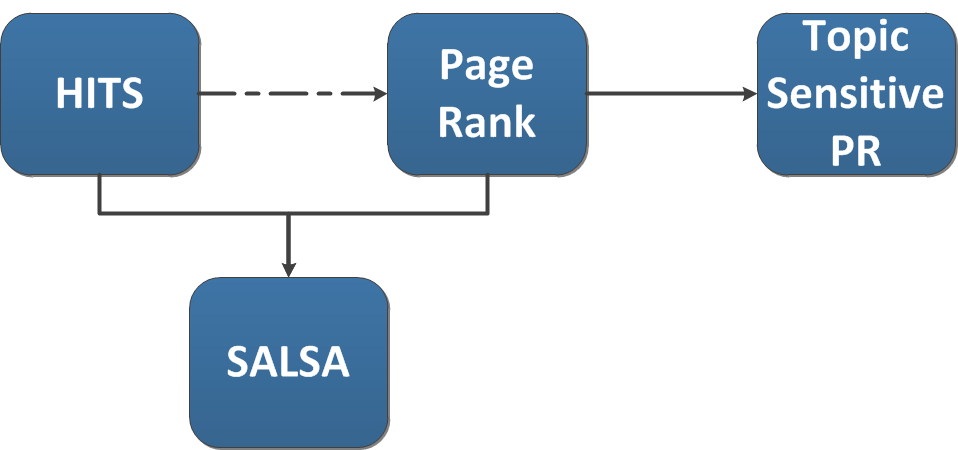 HITS
Page
Rank
Topic
Sensitive
PR
SALSA